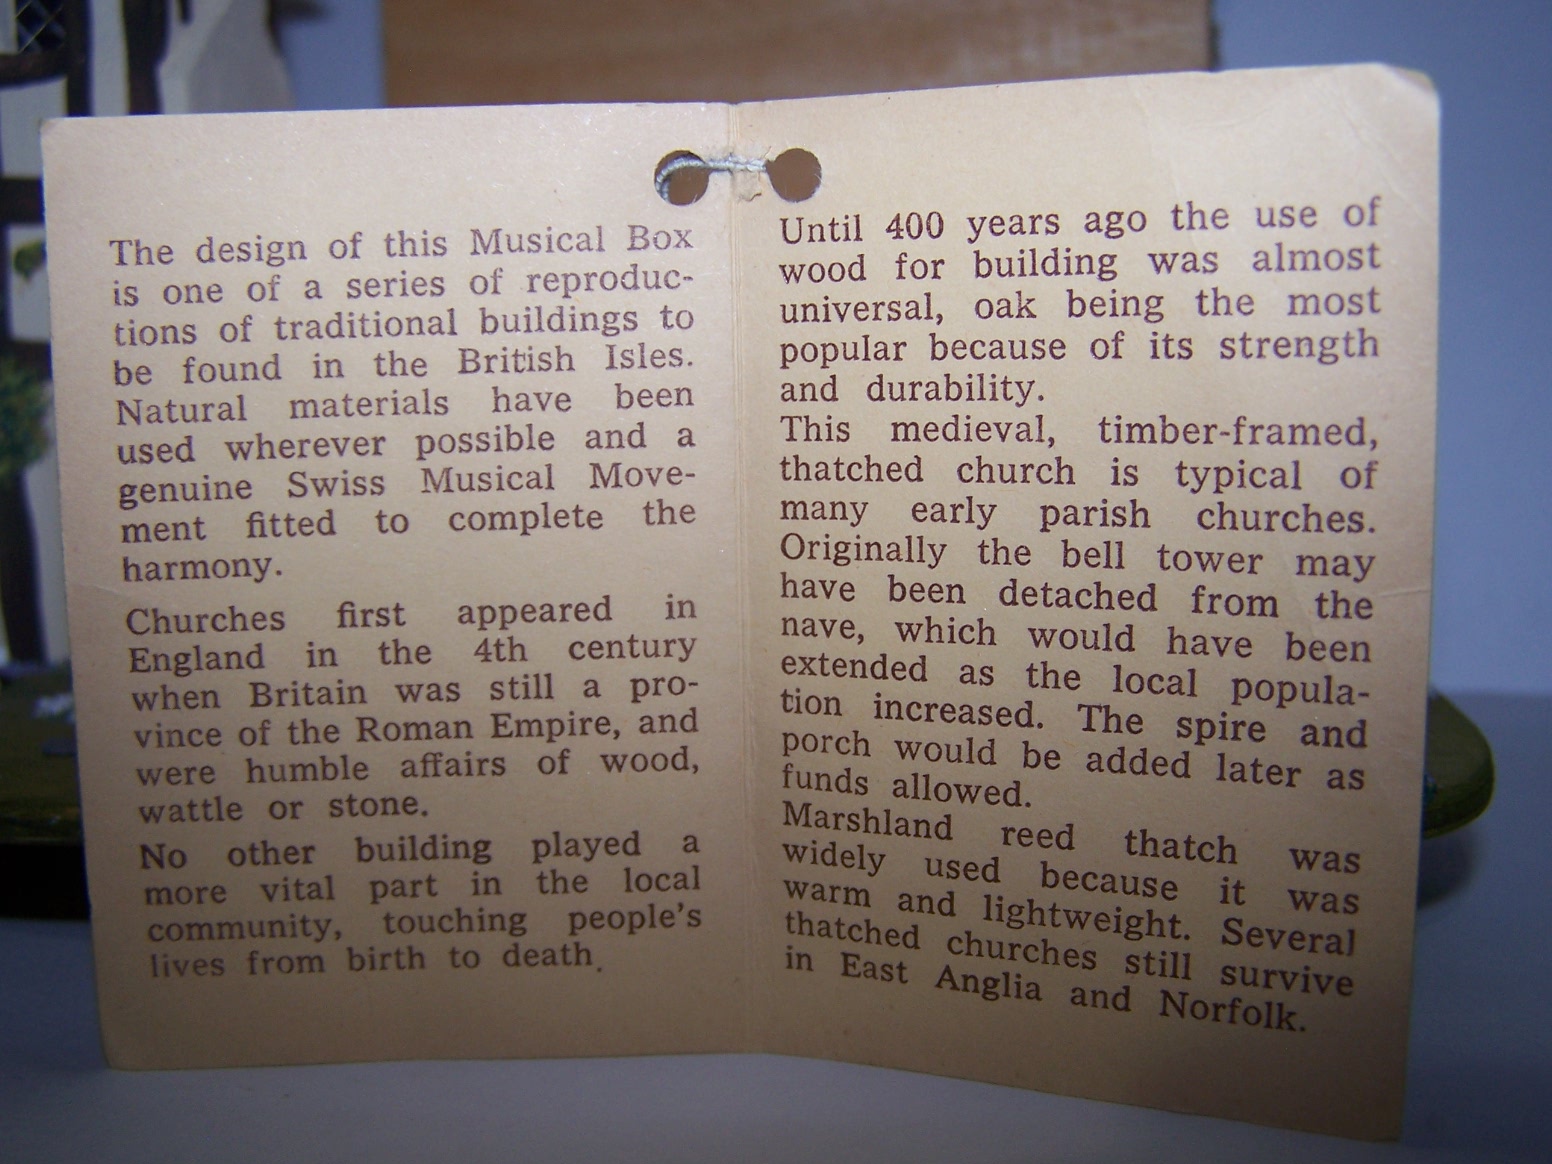 The design of this Musical Box
is one of a series of reproduc-
tions of traditional buildings to
be found in the British Isles.
Natural materials have been
used wherever possible and a
genuine Swiss Musical Move-
ment fitted to complete the
harmony.
Churches first appeared in
England in the 4th century
when Britain was still a pro-
vince of the Roman Empire, and
were humble affairs of wood,
wattle or stone.
No other building played a
more vital part in the local
community, touching people's
lives from birth to death.
Until 400 years ago the use of
wood for building was almost
universal, oak being the most
popular because of its strength
and durability.
This medieval, timber-framed,
thatched church is typical of
many early parish churches.
Originally the bell tower may
have been detached from the
nave, which would have been
extended as the local popula-
tion increased. The spire and
porch would be added later as
funds allowed.
Marshland reed thatch was
widely used because it was
warm and lightweight. Several
thatched churches still survive
in East Anglia and Norfolk.